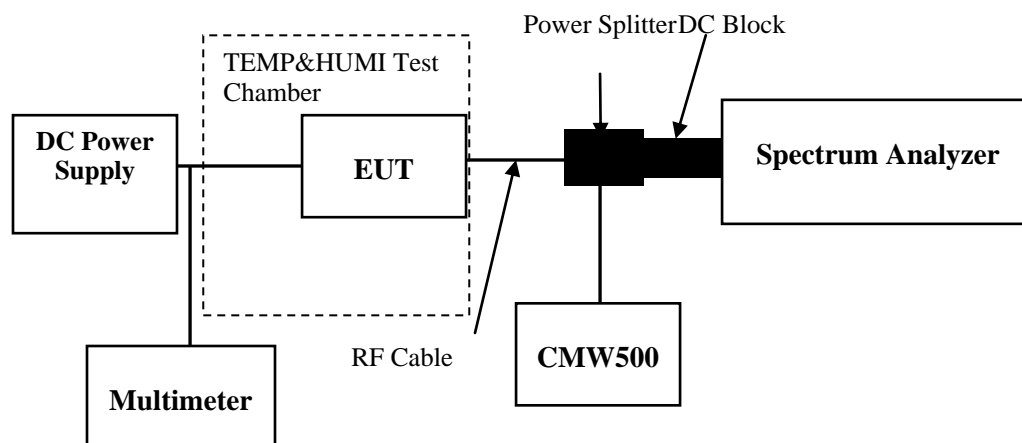 Power SplitterDC Block
TEMP&HUMI Test
Chamber
DC Power
Supply
EUT
Spectrum Analyzer
RF Cable
CMW500
Multimeter